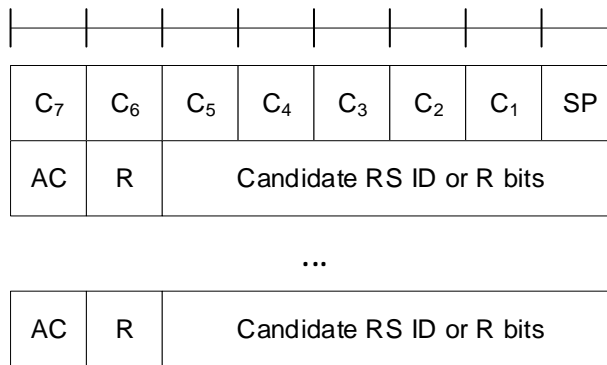 C₇ C₆ C₅ C₄ C₃ C₂ C₁ SP
AC R Candidate RS ID or R bits
...
AC R Candidate RS ID or R bits